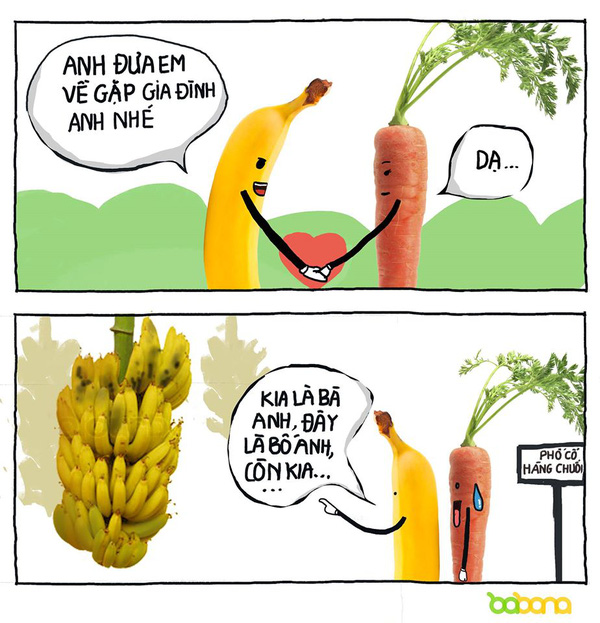 ANH ĐƯA EM
VỀ GẶP GIA ĐÌNH
ANH NHÉ
DẠ...
KIA LÀ BÀ
ANH, ĐÂY
LÀ BỐ ANH,
CÒN KIA...
...
PHỐ CỔ
HÀNG CHUỐI
babana